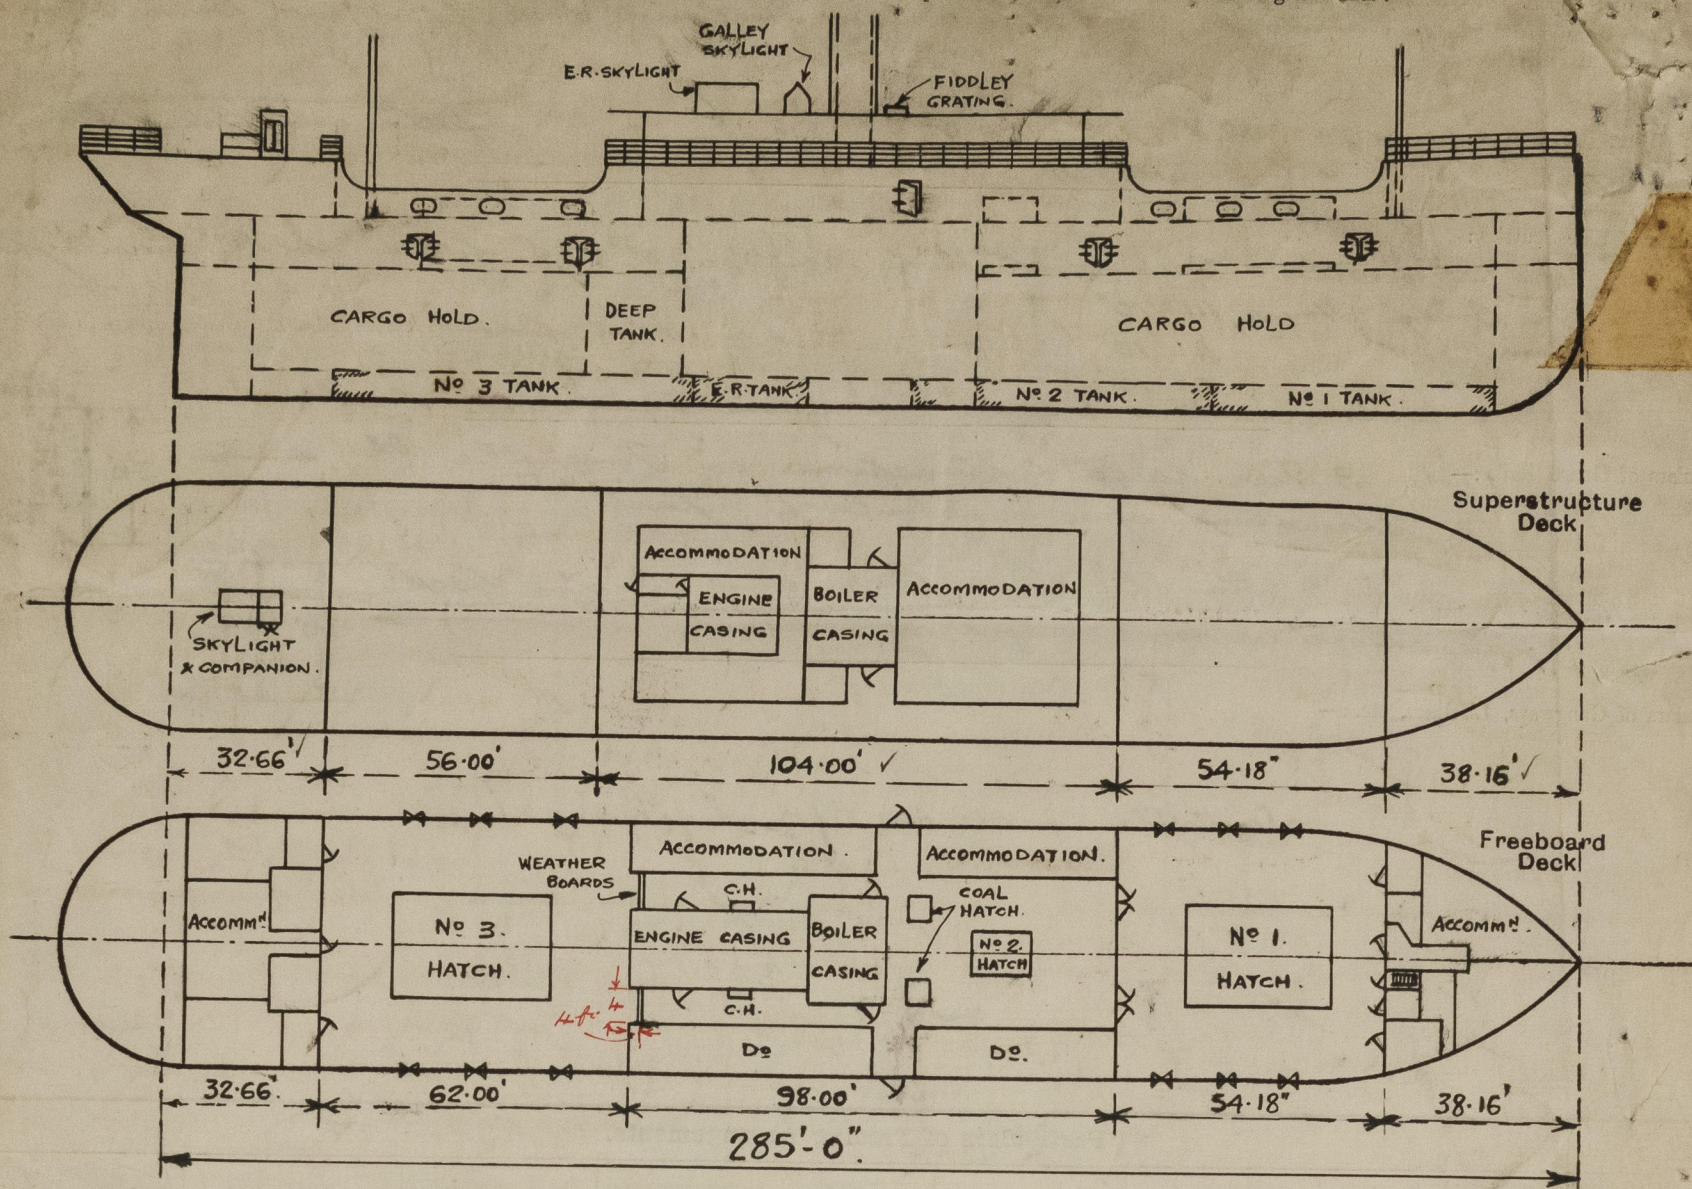 GALLEY
SKYLIGHT
E.R. SKYLIGHT
FIDDLEY
GRATING.
CARGO HOLD.
DEEP
TANK.
CARGO HOLD
Nº 3 TANK.
E.R. TANK
Nº 2 TANK.
Nº 1 TANK.
Superstructure
Deck
ACCOMMODATION
ENGINE
CASING
BOILER
CASING
ACCOMMODATION
SKYLIGHT
& COMPANION.
32·66'✓
56·00'
104·00' ✓
54·18"
38·16'✓
Freeboard
Deck
WEATHER
BOARDS
ACCOMMODATION.
ACCOMMODATION.
C.H.
COAL
HATCH.
ACCOMMN.
Nº 3.
HATCH.
ENGINE CASING
BOILER
CASING
Nº 2.
HATCH
Nº 1.
HATCH.
ACCOMMN.
C.H.
4 ft. 4
Dº
Dº.
32·66'.
62·00'
98·00'
54·18"
38·16'
285'-0".